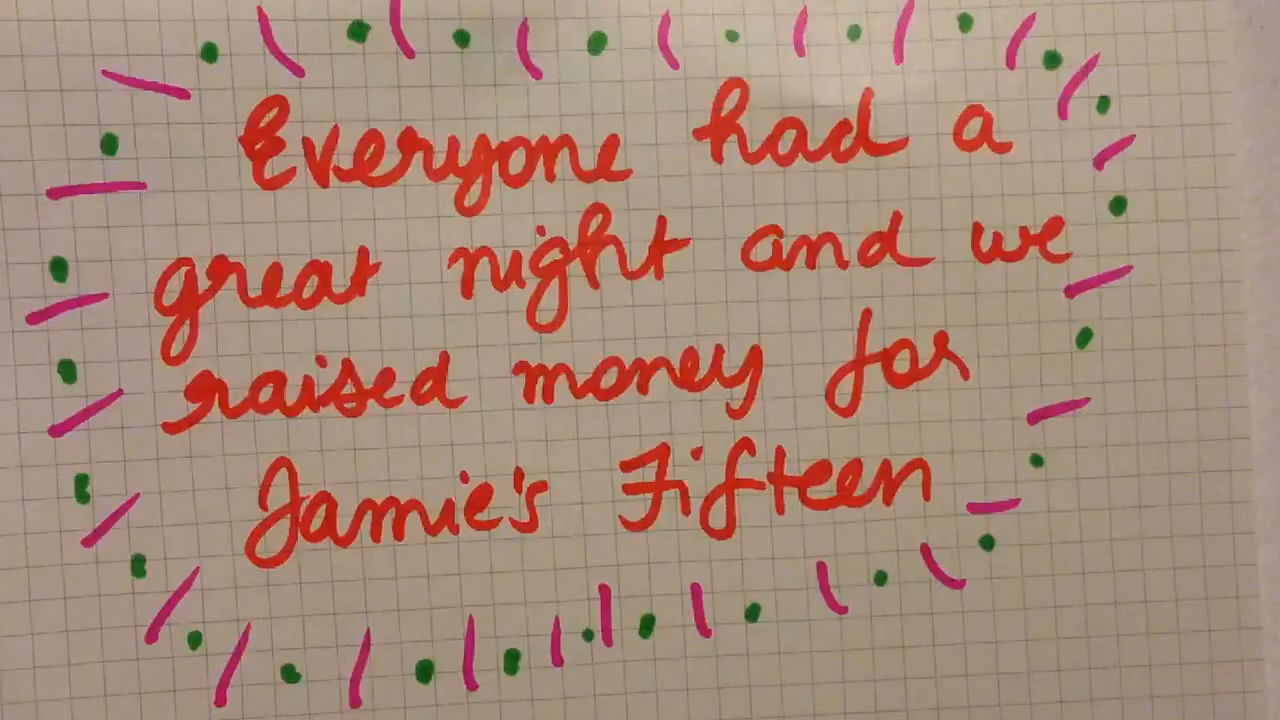 Everyone had a
great night and we
raised money for
Jamie's Fifteen